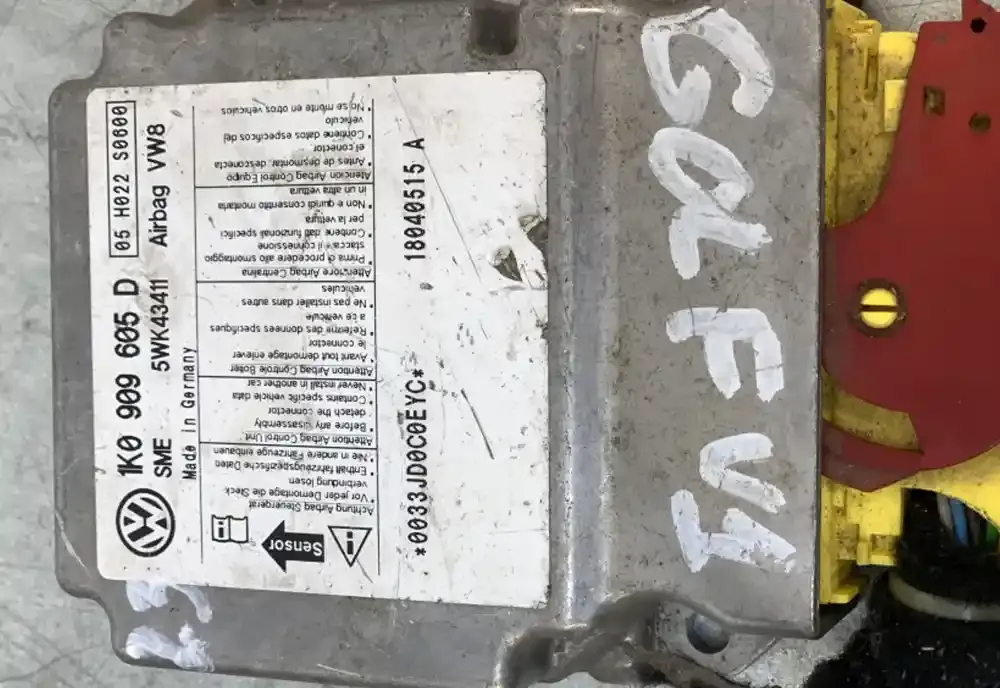 1K0 909 605 D
05 H022 S0600
SME 5WK43411 Airbag VW8
Made in Germany
Sensor
Achtung Airbag Steuergerät
• Vor jeder Demontage die Steck
verbindung lösen
• Enthält fahrzeugspezifische Daten
• Nie in andere Fahrzeuge einbauen
Attention Airbag Control Unit
• Before any disassembly
detach the connector
• Contains specific vehicle data
• Never install in another car
Attention Airbag Contrôle Boîtier
• Avant tout démontage enlever
le connecteur
• Referme des données spécifiques
à ce véhicule
• Ne pas installer dans autres
véhicules
Attenzione Airbag Centralina
• Prima di procedere allo smontaggio
stacca il connessione
• Contiene dati funzionali specifici
per la vettura
• Non e quindi consentito montarla
in un altra vettura
Atención Airbag Control Equipo
• Antes de desmontar, desconecta
el conector
• Contiene datos específicos del
vehículo
• No se monte en otros vehículos
*0033JD0C0EYC*
18040515 A
GOLF